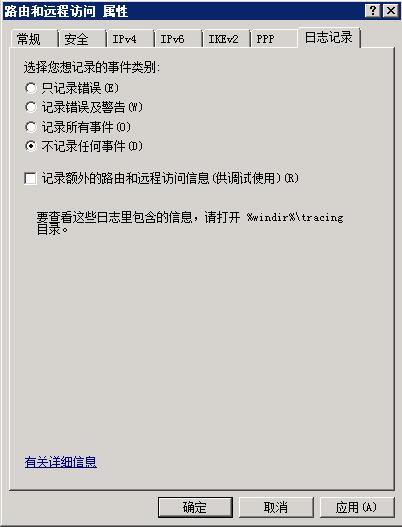 路由和远程访问 属性
常规 安全 IPv4 IPv6 IKEv2 PPP 日志记录
选择您想记录的事件类别:
只记录错误(E)
记录错误及警告(W)
记录所有事件(O)
不记录任何事件(D)
记录额外的路由和远程访问信息(供调试使用)(R)
要查看这些日志里包含的信息，请打开 %windir%\tracing
目录。
有关详细信息
确定 取消 应用(A)